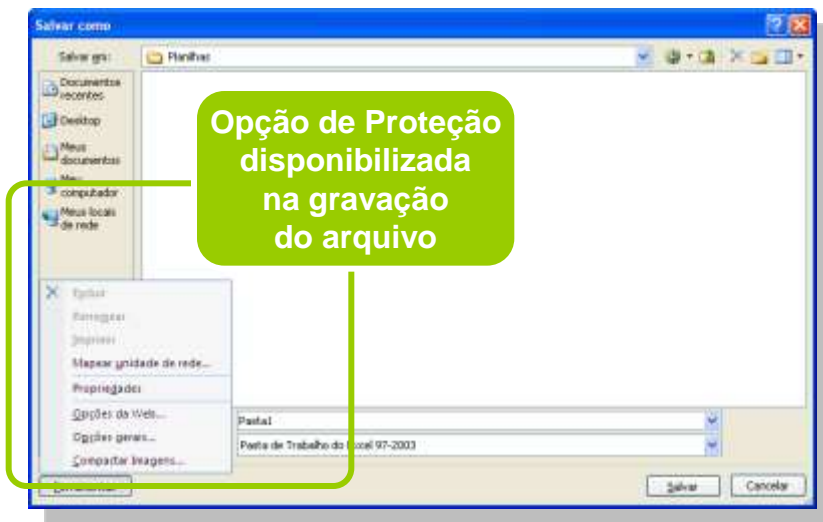 Salvar como
Salvar em:
Planilhas
Documentos
recentes
Desktop
Meus
documentos
computador
Meus locais
de rede
Opção de Proteção
disponibilizada
na gravação
do arquivo
Excluir
Renomear
Imprimir
Mapear unidade de rede...
Propriedades
Opções da Web...
Opções gerais...
Compactar Imagens...
Pasta1
Pasta de Trabalho do Excel 97-2003
Salvar
Cancelar